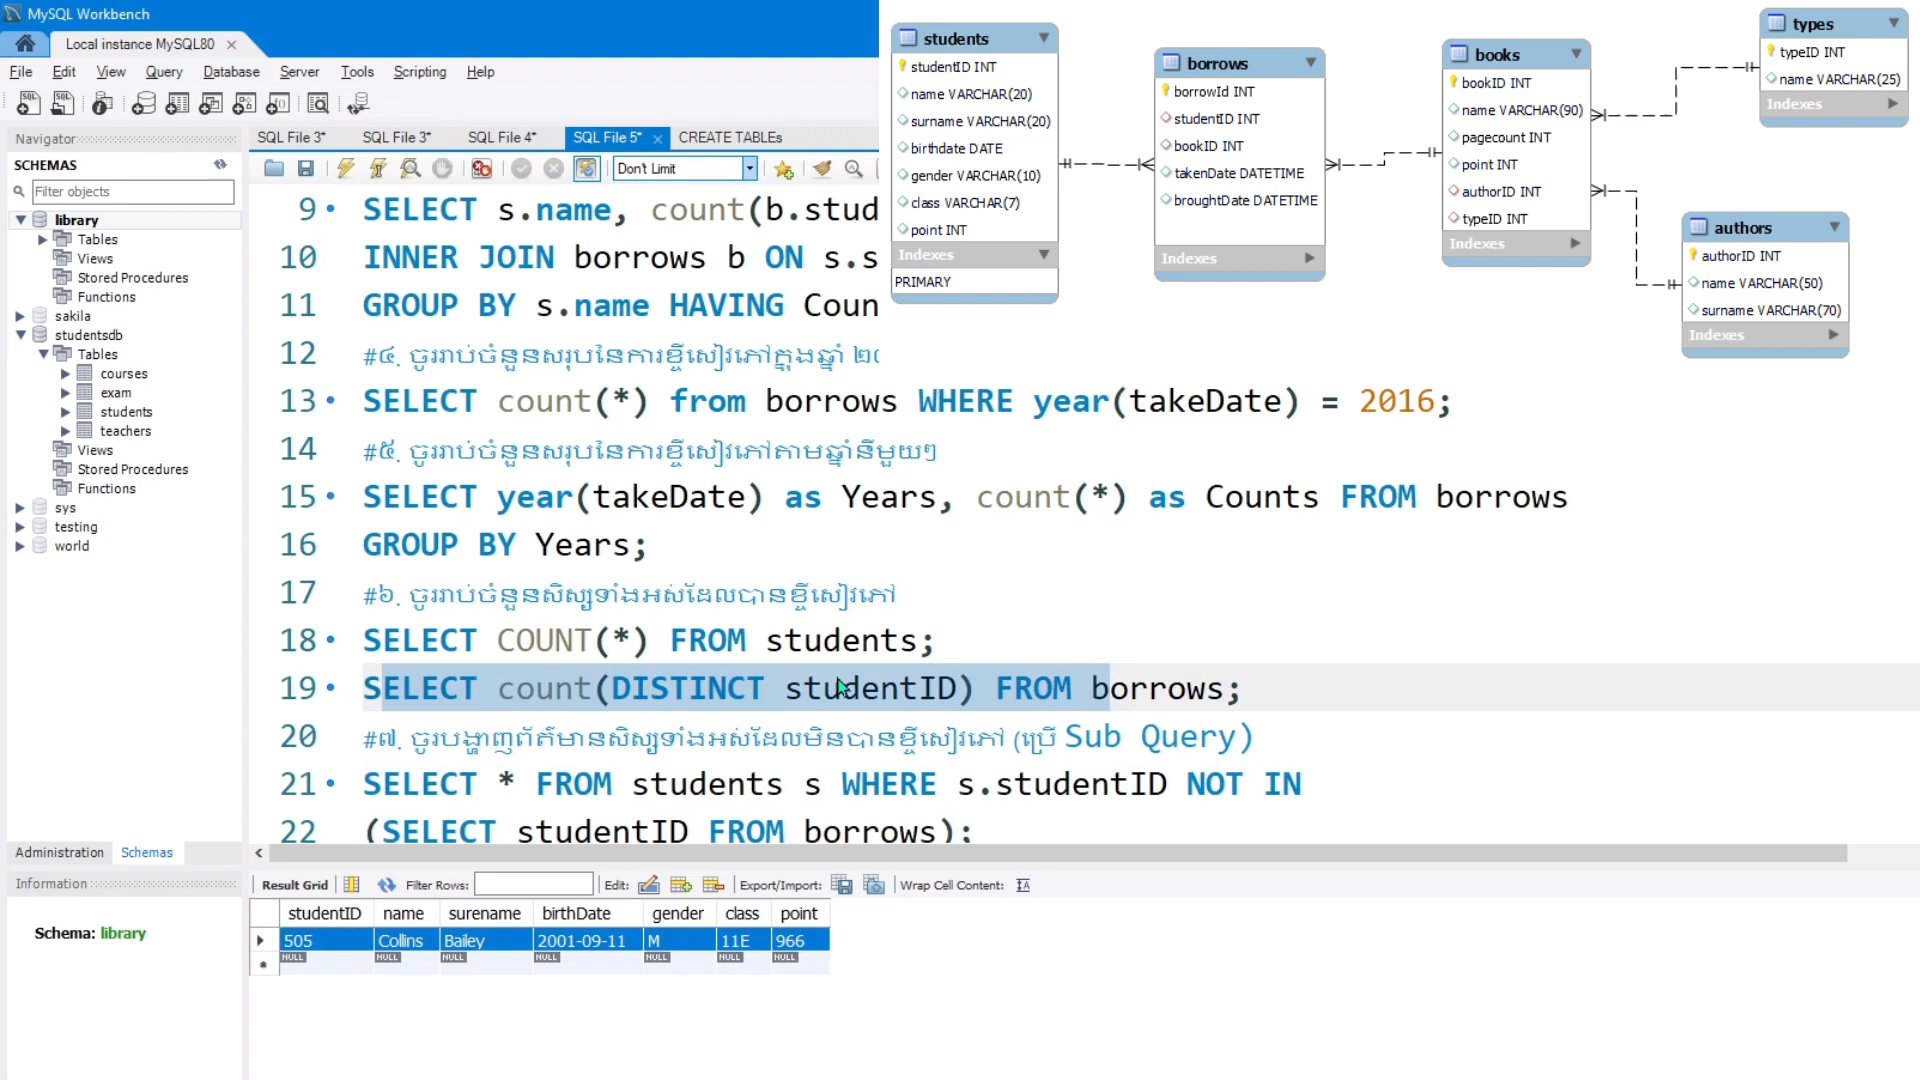 MySQL Workbench
Local instance MySQL80
File Edit View Query Database Server Tools Scripting Help
Navigator
SCHEMAS
Filter objects
library
Tables
Views
Stored Procedures
Functions
sakila
studentsdb
Tables
courses
exam
students
teachers
Views
Stored Procedures
Functions
sys
testing
world
Administration Schemas
Information
Schema: library
SQL File 3* SQL File 3* SQL File 4* SQL File 5* CREATE TABLEs
Don't Limit
9 SELECT s.name, count(b.stud
10 INNER JOIN borrows b ON s.s
11 GROUP BY s.name HAVING Coun
12 #៤. ចូររាប់ចំនួនសរុបនៃការខ្ចីសៀវភៅក្នុងឆ្នាំ ២០
13 SELECT count(*) from borrows WHERE year(takeDate) = 2016;
14 #៥. ចូររាប់ចំនួនសរុបនៃការខ្ចីសៀវភៅតាមឆ្នាំនីមួយៗ
15 SELECT year(takeDate) as Years, count(*) as Counts FROM borrows
16 GROUP BY Years;
17 #៦. ចូររាប់ចំនួនសិស្សទាំងអស់ដែលបានខ្ចីសៀវភៅ
18 SELECT COUNT(*) FROM students;
19 SELECT count(DISTINCT studentID) FROM borrows;
20 #៧. ចូរបង្ហាញព័ត៌មានសិស្សទាំងអស់ដែលមិនបានខ្ចីសៀវភៅ (ប្រើ Sub Query)
21 SELECT * FROM students s WHERE s.studentID NOT IN
22 (SELECT studentID FROM borrows);
students
studentID INT
name VARCHAR(20)
surname VARCHAR(20)
birthdate DATE
gender VARCHAR(10)
class VARCHAR(7)
point INT
Indexes
PRIMARY
borrows
borrowId INT
studentID INT
bookID INT
takenDate DATETIME
broughtDate DATETIME
Indexes
books
bookID INT
name VARCHAR(90)
pagecount INT
point INT
authorID INT
typeID INT
Indexes
types
typeID INT
name VARCHAR(25)
Indexes
authors
authorID INT
name VARCHAR(50)
surname VARCHAR(70)
Indexes
Result Grid Filter Rows: Edit: Export/Import: Wrap Cell Content:
studentID name surename birthDate gender class point
505 Collins Bailey 2001-09-11 M 11E 966
NULL NULL NULL NULL NULL NULL NULL